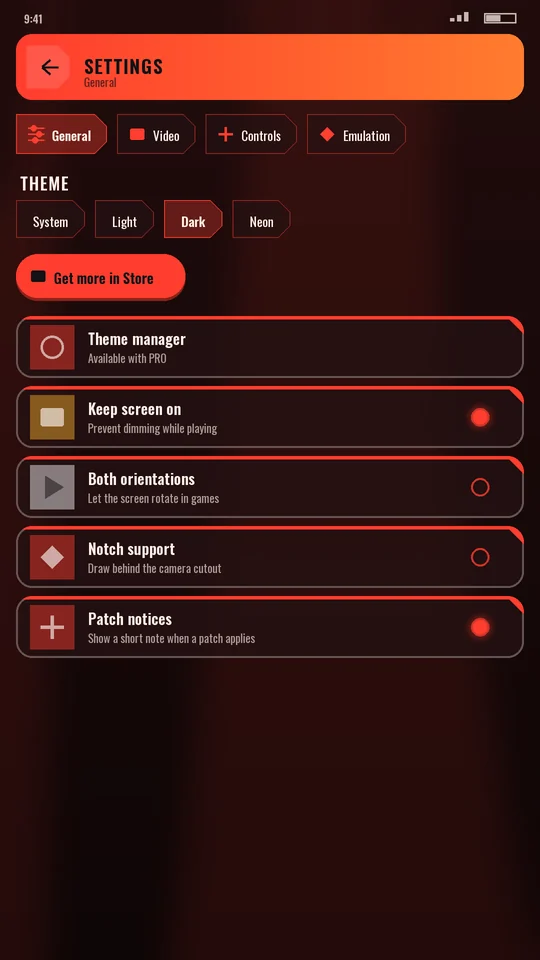 9:41
SETTINGS
General
General
Video
Controls
Emulation
THEME
System
Light
Dark
Neon
Get more in Store
Theme manager
Available with PRO
Keep screen on
Prevent dimming while playing
Both orientations
Let the screen rotate in games
Notch support
Draw behind the camera cutout
Patch notices
Show a short note when a patch applies